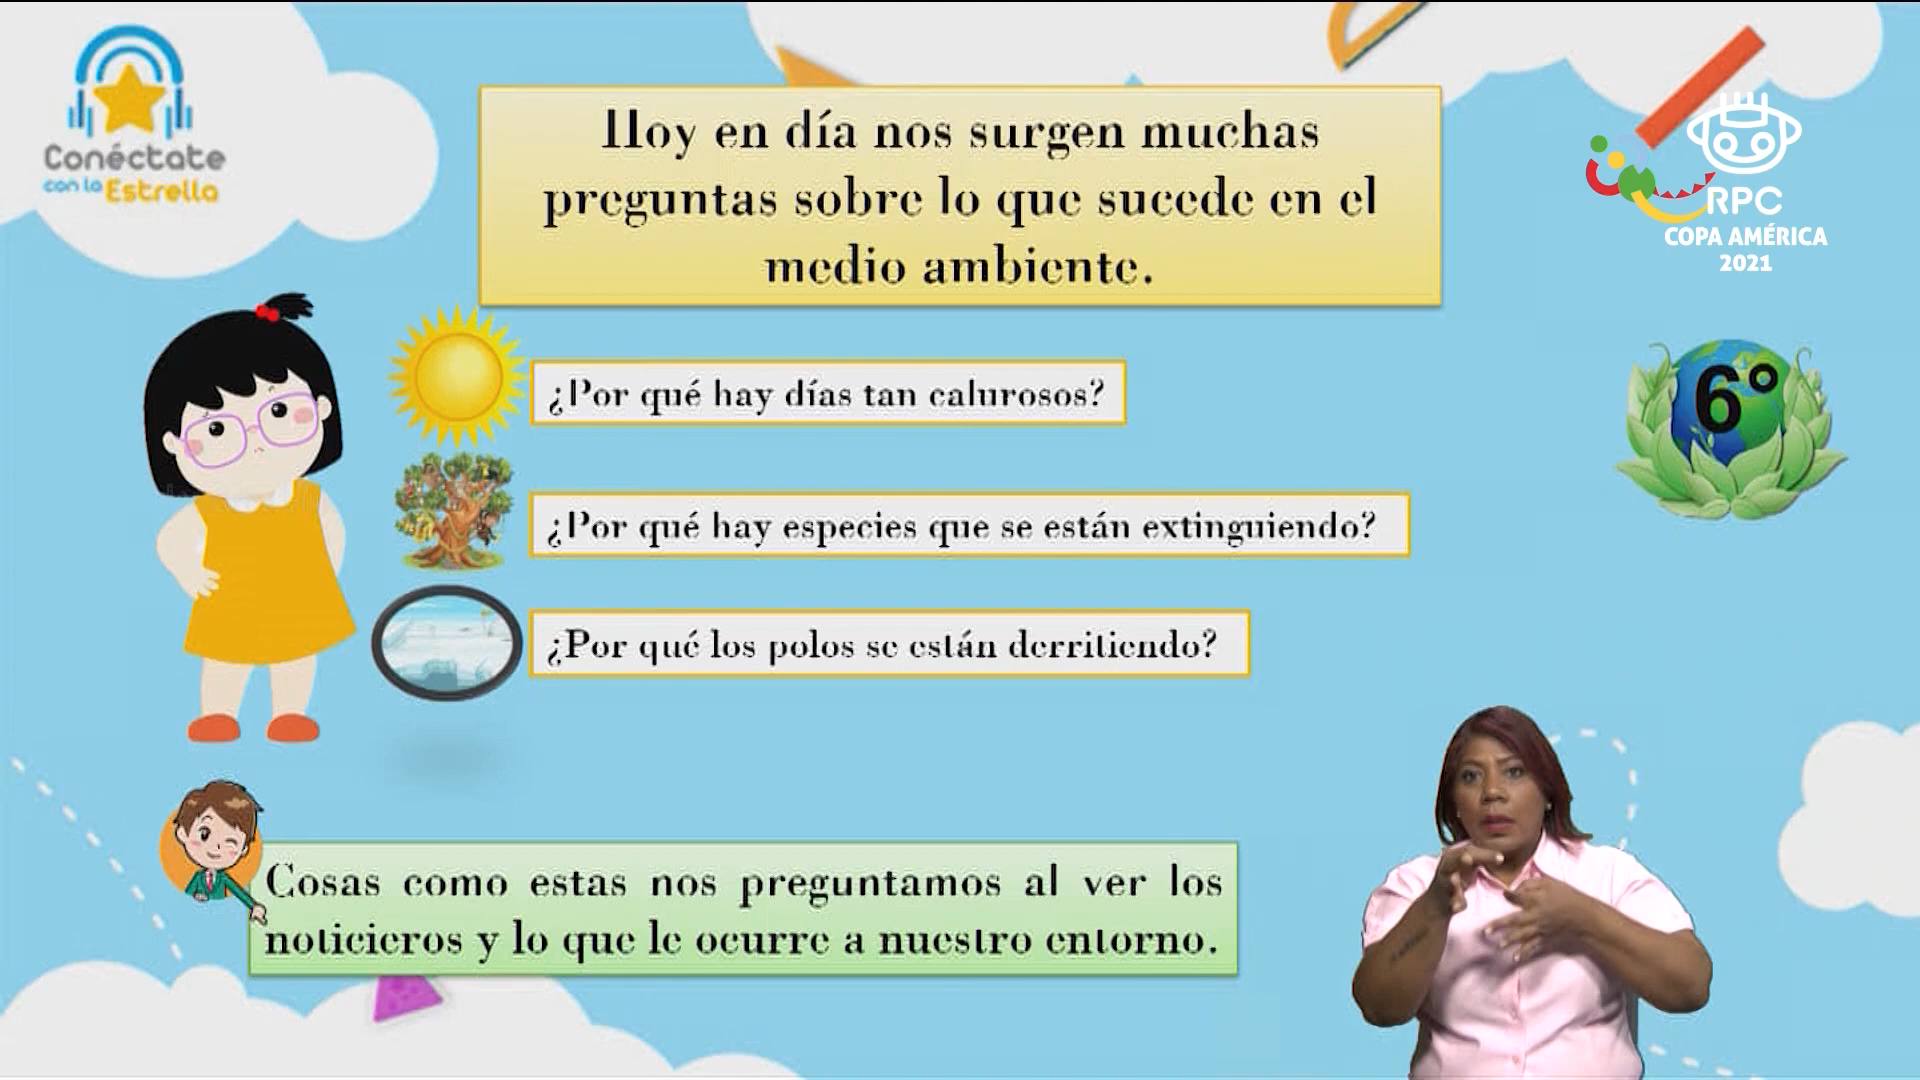 Conéctate
con la Estrella
Hoy en día nos surgen muchas
preguntas sobre lo que sucede en el
medio ambiente.
RPC
COPA AMÉRICA
2021
¿Por qué hay días tan calurosos?
6°
¿Por qué hay especies que se están extinguiendo?
¿Por qué los polos se están derritiendo?
Cosas como estas nos preguntamos al ver los
noticieros y lo que le ocurre a nuestro entorno.